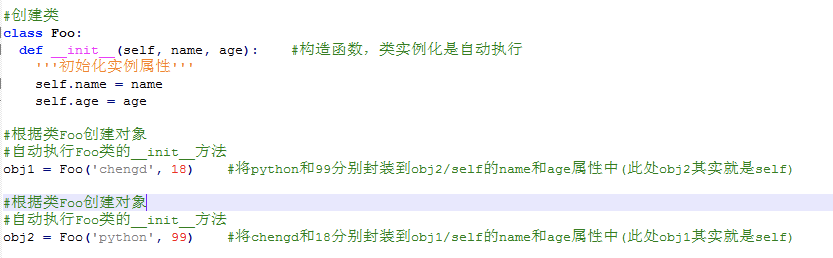 #创建类
class Foo:
  def __init__(self, name, age):    #构造函数，类实例化是自动执行
    '''初始化实例属性'''
    self.name = name
    self.age = age
#根据类Foo创建对象
#自动执行Foo类的__init__方法
obj1 = Foo('chengd', 18)    #将python和99分别封装到obj2/self的name和age属性中(此处obj2其实就是self)
#根据类Foo创建对象
#自动执行Foo类的__init__方法
obj2 = Foo('python', 99)    #将chengd和18分别封装到obj1/self的name和age属性中(此处obj1其实就是self)